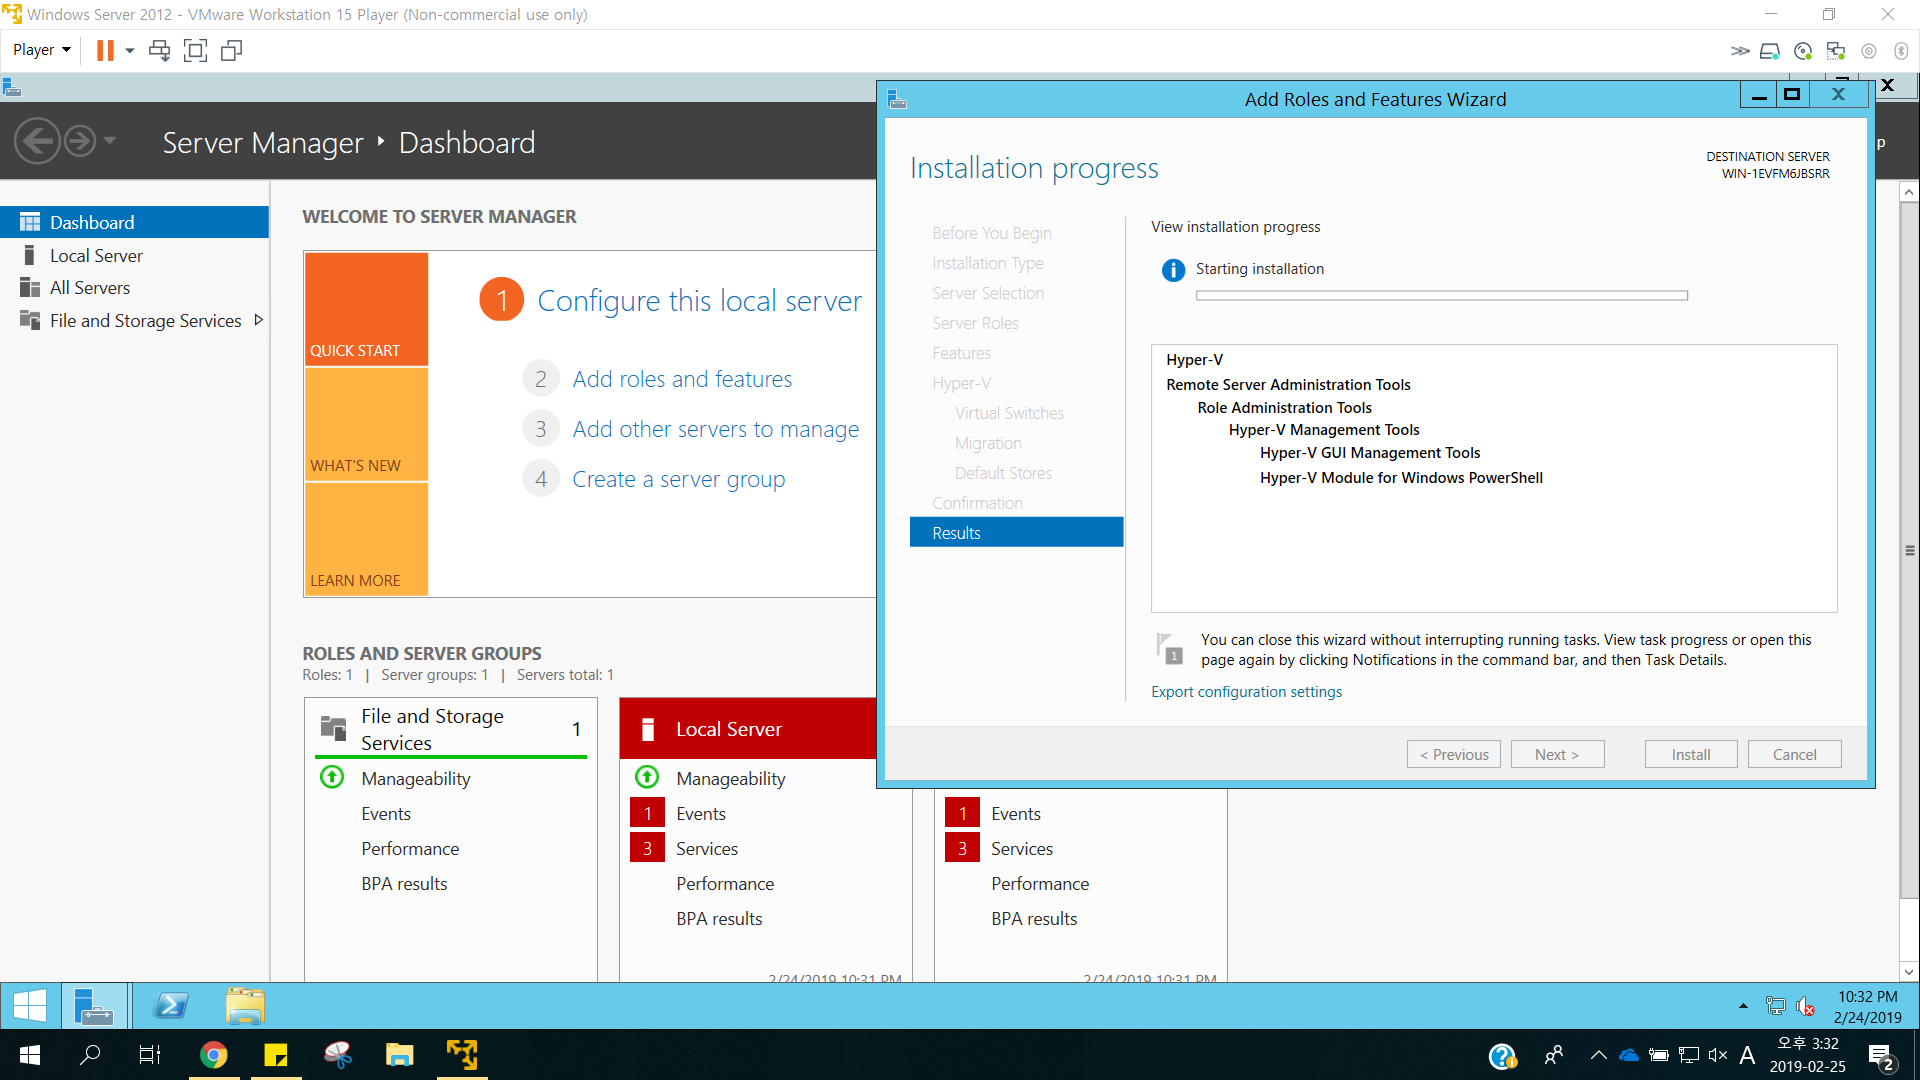 Windows Server 2012 - VMware Workstation 15 Player (Non-commercial use only)
Player
Server Manager ‣ Dashboard
Dashboard
Local Server
All Servers
File and Storage Services
WELCOME TO SERVER MANAGER
QUICK START
WHAT'S NEW
LEARN MORE
1 Configure this local server
2 Add roles and features
3 Add other servers to manage
4 Create a server group
ROLES AND SERVER GROUPS
Roles: 1 | Server groups: 1 | Servers total: 1
File and Storage Services 1
Manageability
Events
Performance
BPA results
Local Server
Manageability
1 Events
3 Services
Performance
BPA results
2/24/2019 10:31 PM
1 Events
3 Services
Performance
BPA results
2/24/2019 10:31 PM
Add Roles and Features Wizard
Installation progress
DESTINATION SERVER
WIN-1EVFM6JBSRR
Before You Begin
Installation Type
Server Selection
Server Roles
Features
Hyper-V
Virtual Switches
Migration
Default Stores
Confirmation
Results
View installation progress
Starting installation
Hyper-V
Remote Server Administration Tools
Role Administration Tools
Hyper-V Management Tools
Hyper-V GUI Management Tools
Hyper-V Module for Windows PowerShell
1
You can close this wizard without interrupting running tasks. View task progress or open this
page again by clicking Notifications in the command bar, and then Task Details.
Export configuration settings
< Previous
Next >
Install
Cancel
p
10:32 PM
2/24/2019
A
오후 3:32
2019-02-25
2